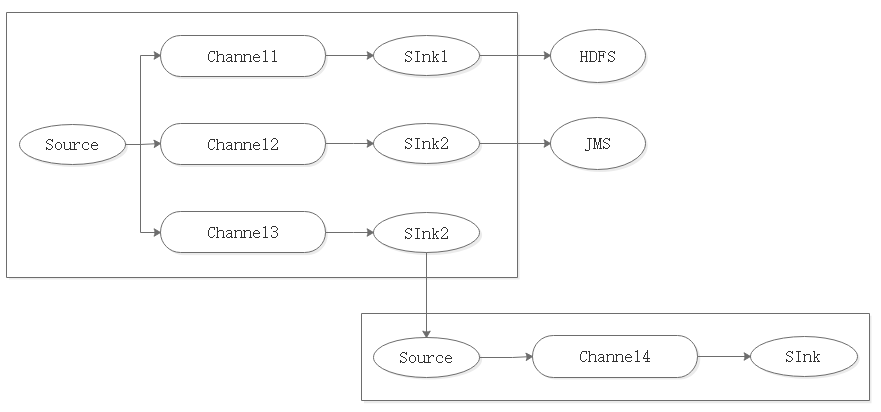 Channel1
SInk1
HDFS
Source
Channel2
SInk2
JMS
Channel3
SInk2
Source
Channel4
SInk